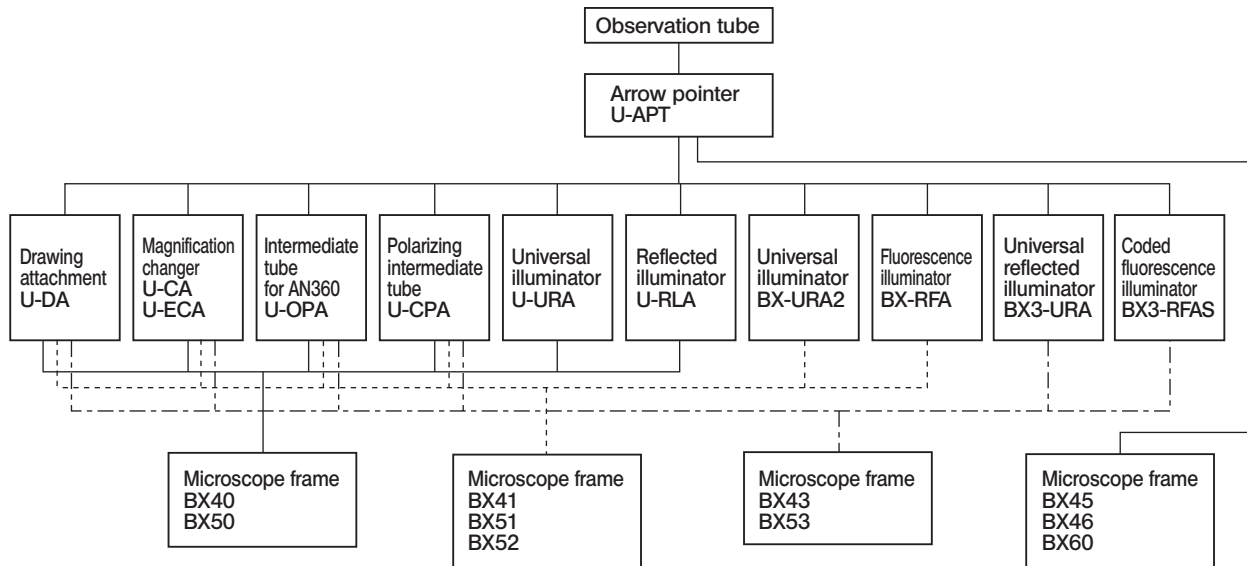 Observation tube
Arrow pointer
U-APT
Drawing
attachment
U-DA
Magnification
changer
U-CA
U-ECA
Intermediate
tube
for AN360
U-OPA
Polarizing
intermediate
tube
U-CPA
Universal
illuminator
U-URA
Reflected
illuminator
U-RLA
Universal
illuminator
BX-URA2
Fluorescence
illuminator
BX-RFA
Universal
reflected
illuminator
BX3-URA
Coded
fluorescence
illuminator
BX3-RFAS
Microscope frame
BX40
BX50
Microscope frame
BX41
BX51
BX52
Microscope frame
BX43
BX53
Microscope frame
BX45
BX46
BX60